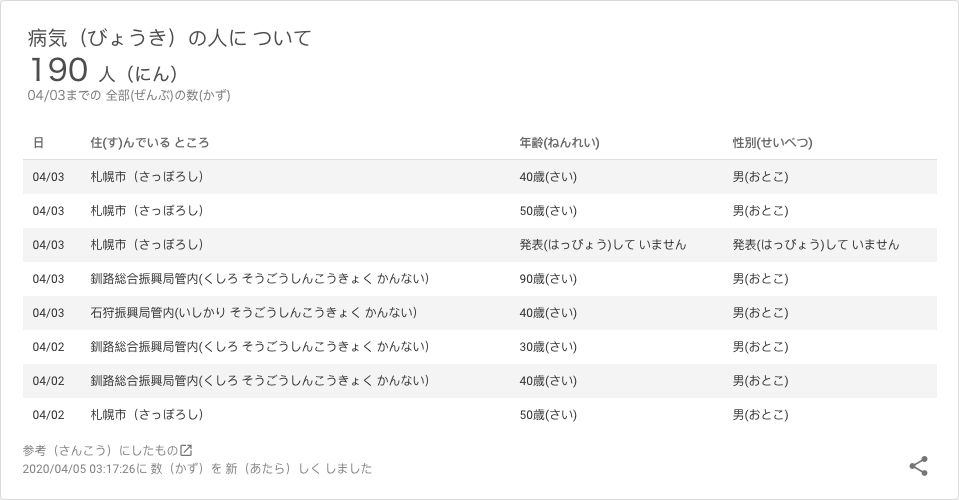 病気（びょうき）の人に ついて
190 人（にん）
04/03までの 全部(ぜんぶ)の数(かず)
日 住(す)んでいる ところ 年齢(ねんれい) 性別(せいべつ)
04/03 札幌市（さっぽろし） 40歳(さい) 男(おとこ)
04/03 札幌市（さっぽろし） 50歳(さい) 男(おとこ)
04/03 札幌市（さっぽろし） 発表(はっぴょう)して いません 発表(はっぴょう)して いません
04/03 釧路総合振興局管内(くしろ そうごうしんこうきょく かんない) 90歳(さい) 男(おとこ)
04/03 石狩振興局管内(いしかり そうごうしんこうきょく かんない) 40歳(さい) 男(おとこ)
04/02 釧路総合振興局管内(くしろ そうごうしんこうきょく かんない) 30歳(さい) 男(おとこ)
04/02 釧路総合振興局管内(くしろ そうごうしんこうきょく かんない) 40歳(さい) 男(おとこ)
04/02 札幌市（さっぽろし） 50歳(さい) 男(おとこ)
参考（さんこう）にしたもの
2020/04/05 03:17:26に 数（かず）を 新（あたら）しく しました